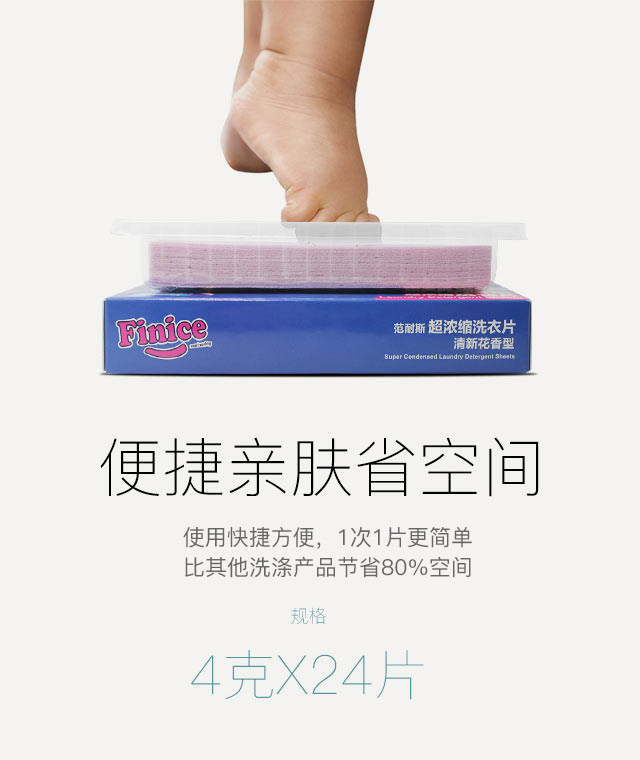 Finice
范耐斯 超浓缩洗衣片
清新花香型
Super Condensed Laundry Detergent Sheets
便捷亲肤省空间
使用快捷方便，1次1片更简单
比其他洗涤产品节省80%空间
规格
4克X24片